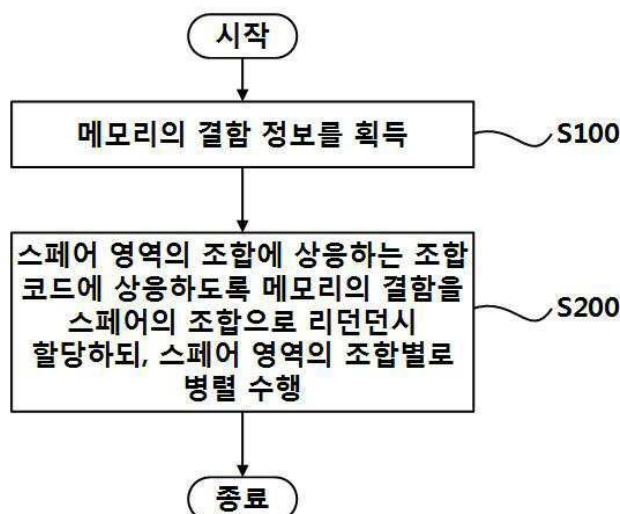 시작
메모리의 결함 정보를 획득
S100
스페어 영역의 조합에 상응하는 조합
코드에 상응하도록 메모리의 결함을
스페어의 조합으로 리던던시
할당하되, 스페어 영역의 조합별로
병렬 수행
S200
종료